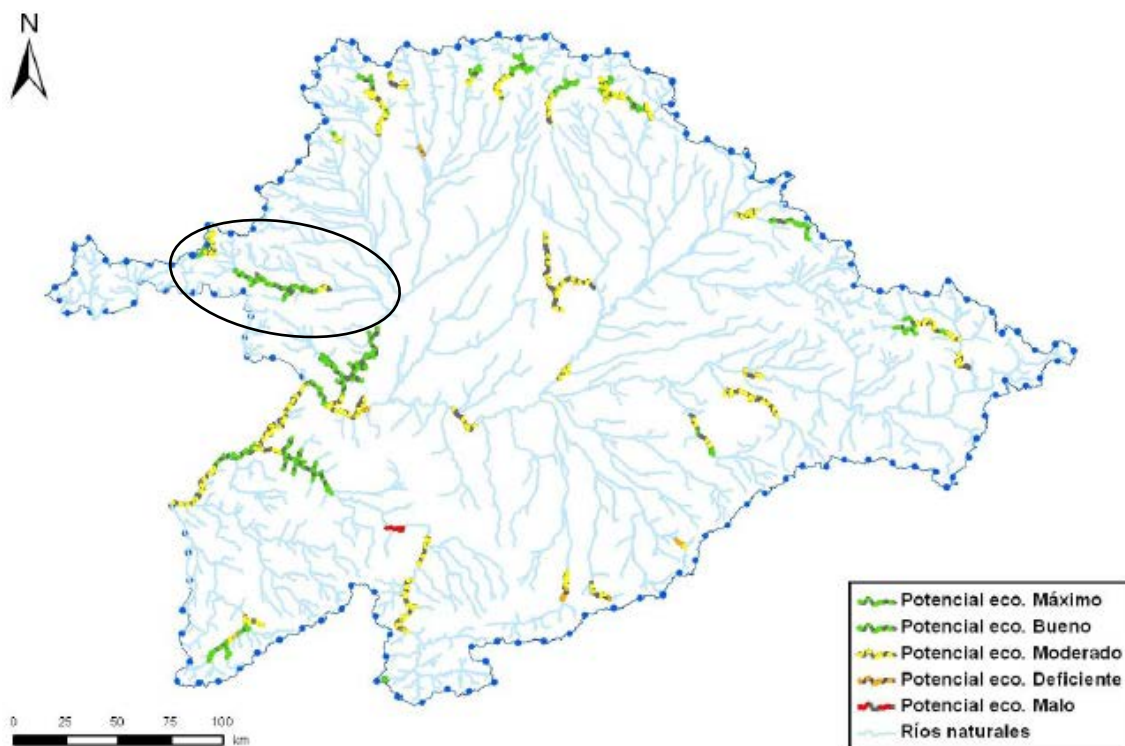 N
Potencial eco. Máximo
Potencial eco. Bueno
Potencial eco. Moderado
Potencial eco. Deficiente
Potencial eco. Malo
Ríos naturales
0 25 50 75 100
km